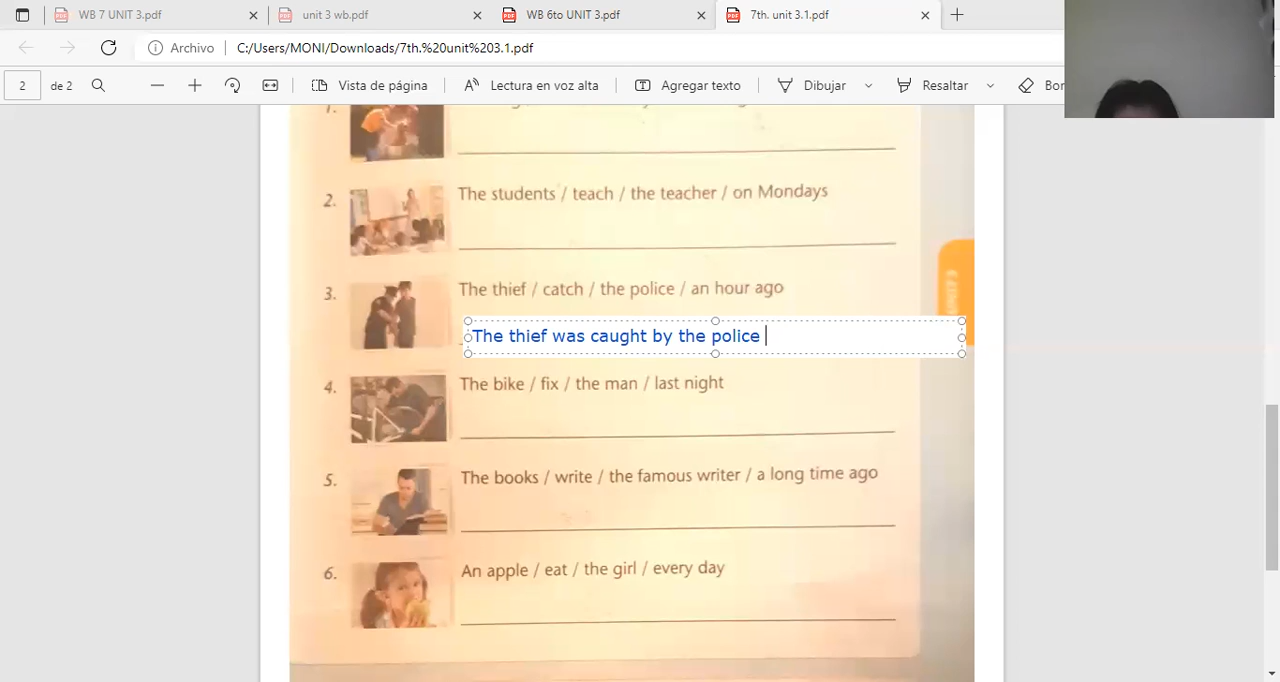 WB 7 UNIT 3.pdf
unit 3 wb.pdf
WB 6to UNIT 3.pdf
7th. unit 3.1.pdf
Archivo
C:/Users/MONI/Downloads/7th.%20unit%203.1.pdf
2
de 2
Vista de página
Lectura en voz alta
Agregar texto
Dibujar
Resaltar
Bor
1.
2.
The students / teach / the teacher / on Mondays
3.
The thief / catch / the police / an hour ago
The thief was caught by the police
4.
The bike / fix / the man / last night
5.
The books / write / the famous writer / a long time ago
6.
An apple / eat / the girl / every day